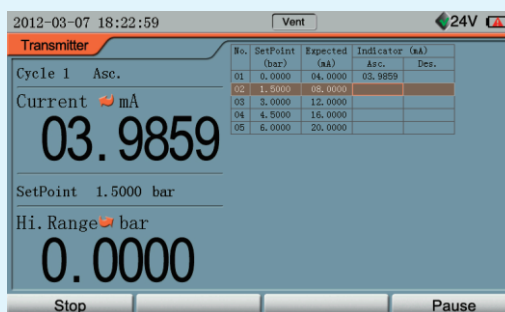 2012-03-07 18:22:59 Vent 24V
Transmitter
Cycle 1 Asc.
Current mA
03.9859
SetPoint 1.5000 bar
Hi.Range bar
0.0000
No. SetPoint Expected Indicator (mA)
(bar) (mA) Asc. Des.
01 0.0000 04.0000 03.9859
02 1.5000 08.0000
03 3.0000 12.0000
04 4.5000 16.0000
05 6.0000 20.0000
Stop Pause